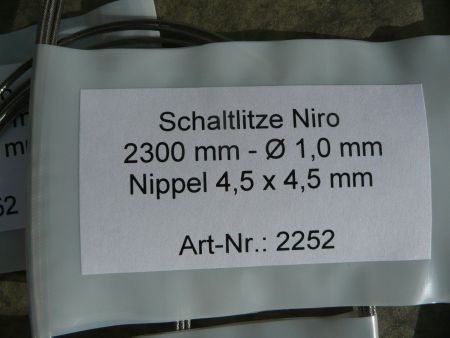 Schaltlitze Niro
2300 mm - Ø 1,0 mm
Nippel 4,5 x 4,5 mm
Art-Nr.: 2252